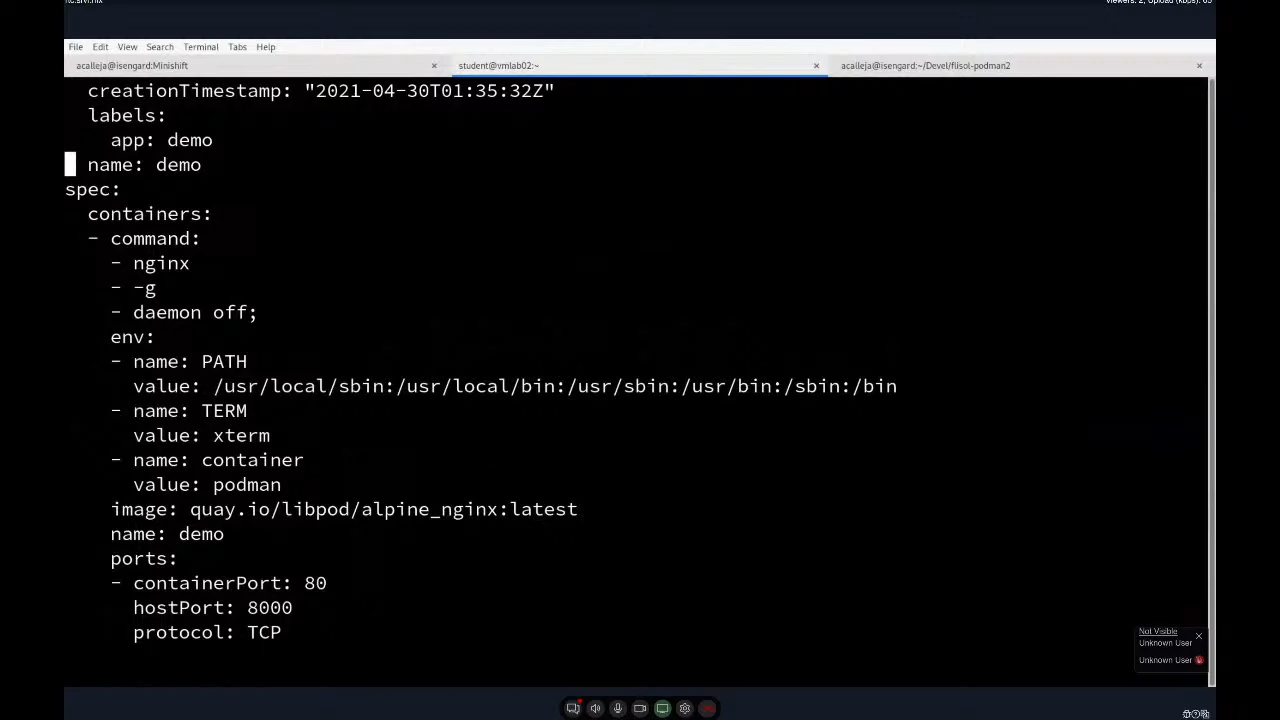 File Edit View Search Terminal Tabs Help
acalleja@isengard:Minishift × student@vmlab02:~ × acalleja@isengard:~/Devel/flisol-podman2 ×
creationTimestamp: "2021-04-30T01:35:32Z"
labels:
app: demo
name: demo
spec:
containers:
- command:
- nginx
- -g
- daemon off;
env:
- name: PATH
value: /usr/local/sbin:/usr/local/bin:/usr/sbin:/usr/bin:/sbin:/bin
- name: TERM
value: xterm
- name: container
value: podman
image: quay.io/libpod/alpine_nginx:latest
name: demo
ports:
- containerPort: 80
hostPort: 8000
protocol: TCP
Not Visible
Unknown User
Unknown User